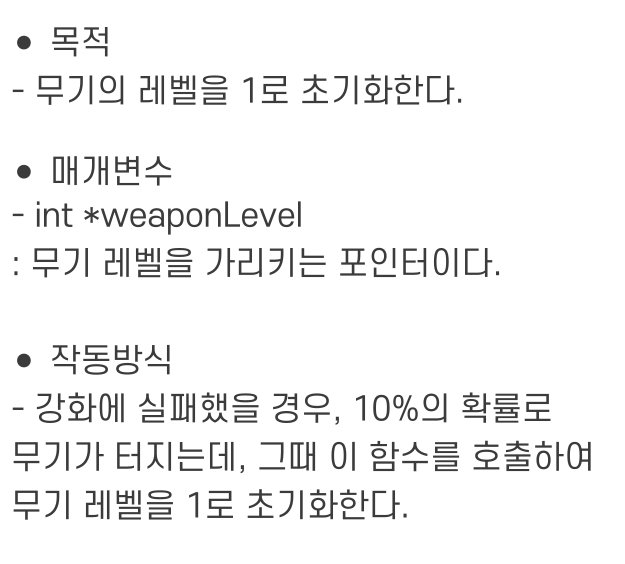 ● 목적
- 무기의 레벨을 1로 초기화한다.
● 매개변수
- int *weaponLevel
: 무기 레벨을 가리키는 포인터이다.
● 작동방식
- 강화에 실패했을 경우, 10%의 확률로
무기가 터지는데, 그때 이 함수를 호출하여
무기 레벨을 1로 초기화한다.